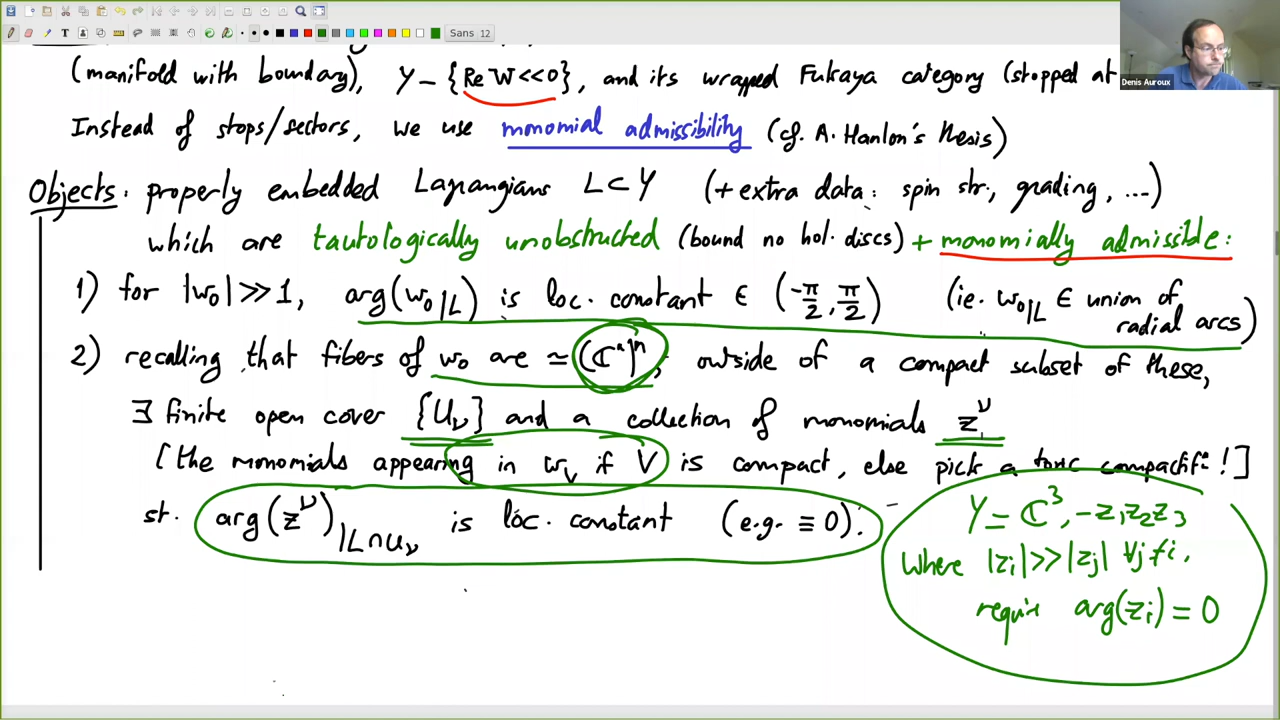 Sans 12
Denis Auroux
(manifold with boundary), Y - {Re W << 0}, and its wrapped Fukaya category (stopped at
Instead of stops/sectors, we use monomial admissibility (cf. A. Hanlon's thesis)
Objects: properly embedded Lagrangians L ⊂ Y (+ extra data: spin str., grading, ...)
which are tautologically unobstructed (bound no hol. discs) + monomially admissible:
1) for |w₀| >> 1, arg(w₀|L) is loc. constant ∈ (-π/2, π/2) (ie. w₀|L ∈ union of radial arcs)
2) recalling that fibers of w₀ are ≃ (ℂ*)ⁿ, outside of a compact subset of these,
∃ finite open cover {Uᵥ} and a collection of monomials zᵛ
[the monomials appearing in wᵥ if V is compact, else pick a toric compactif° !]
st. arg(zᵛ)|L∩Uᵥ is loc. constant (e.g. ≡ 0).
Y = ℂ³, -z₁z₂z₃
where |zᵢ| >> |zⱼ| ∀j≠i,
require arg(zᵢ) = 0